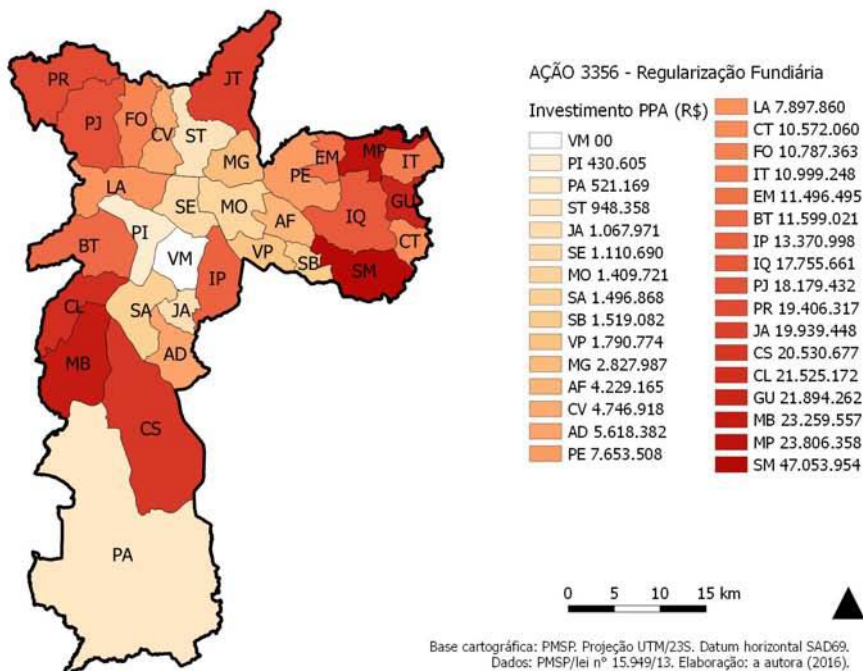 AÇÃO 3356 - Regularização Fundiária
Investimento PPA (R$)
VM 00
PI 430.605
PA 521.169
ST 948.358
JA 1.067.971
SE 1.110.690
MO 1.409.721
SA 1.496.868
SB 1.519.082
VP 1.790.774
MG 2.827.987
AF 4.229.165
CV 4.746.918
AD 5.618.382
PE 7.653.508
LA 7.897.860
CT 10.572.060
FO 10.787.363
IT 10.999.248
EM 11.496.495
BT 11.599.021
IP 13.370.998
IQ 17.755.661
PJ 18.179.432
PR 19.406.317
JA 19.939.448
CS 20.530.677
CL 21.525.172
GU 21.894.262
MB 23.259.557
MP 23.806.358
SM 47.053.954
PR
JT
PJ
FO
CV
ST
MG
EM
MP
IT
PE
LA
SE
MO
AF
IQ
GU
CT
PI
BT
VM
IP
VP
SB
SM
CL
SA
JA
MB
AD
CS
PA
0 5 10 15 km
Base cartográfica: PMSP. Projeção UTM/23S. Datum horizontal SAD69.
Dados: PMSP/lei nº 15.949/13. Elaboração: a autora (2016).